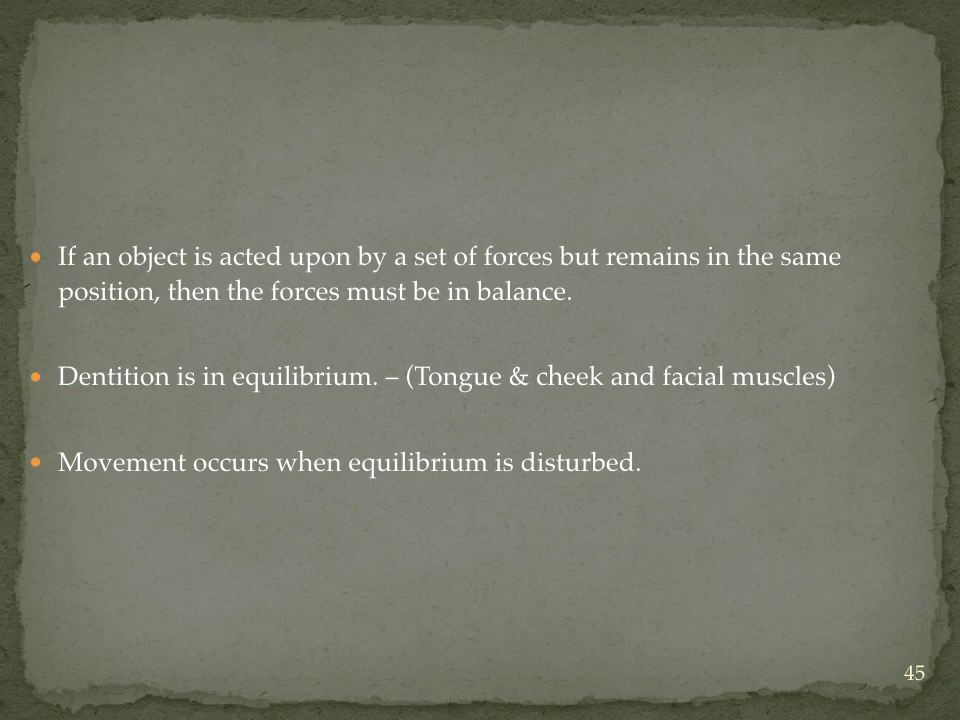 • If an object is acted upon by a set of forces but remains in the same
position, then the forces must be in balance.
• Dentition is in equilibrium. – (Tongue & cheek and facial muscles)
• Movement occurs when equilibrium is disturbed.
45